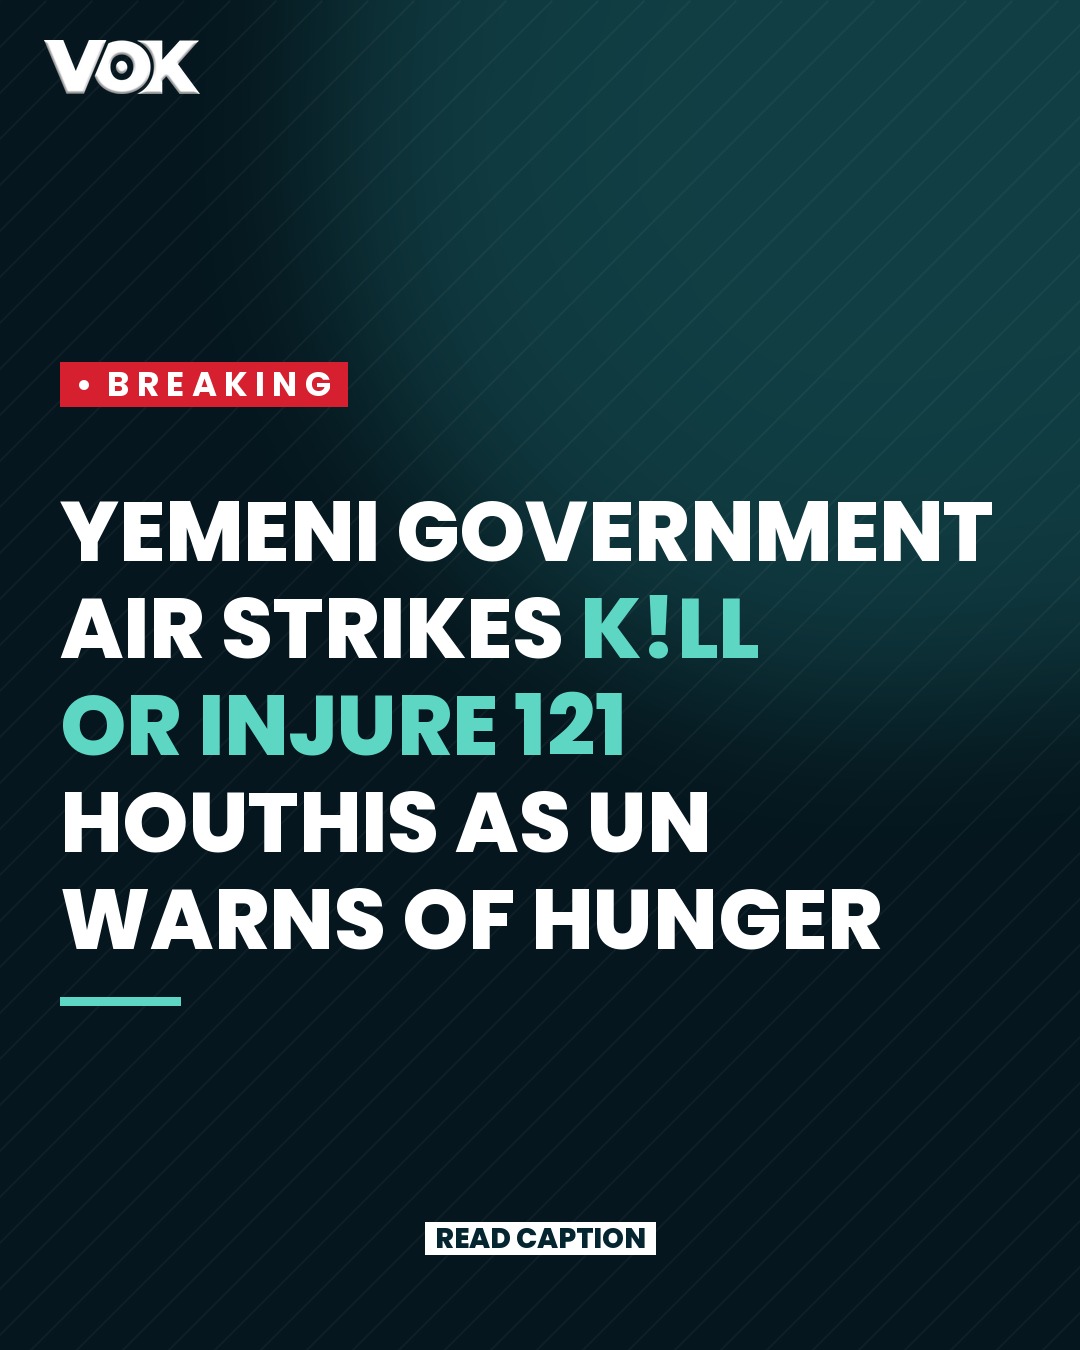 VOK
• BREAKING
YEMENI GOVERNMENT
AIR STRIKES K!LL
OR INJURE 121
HOUTHIS AS UN
WARNS OF HUNGER
READ CAPTION